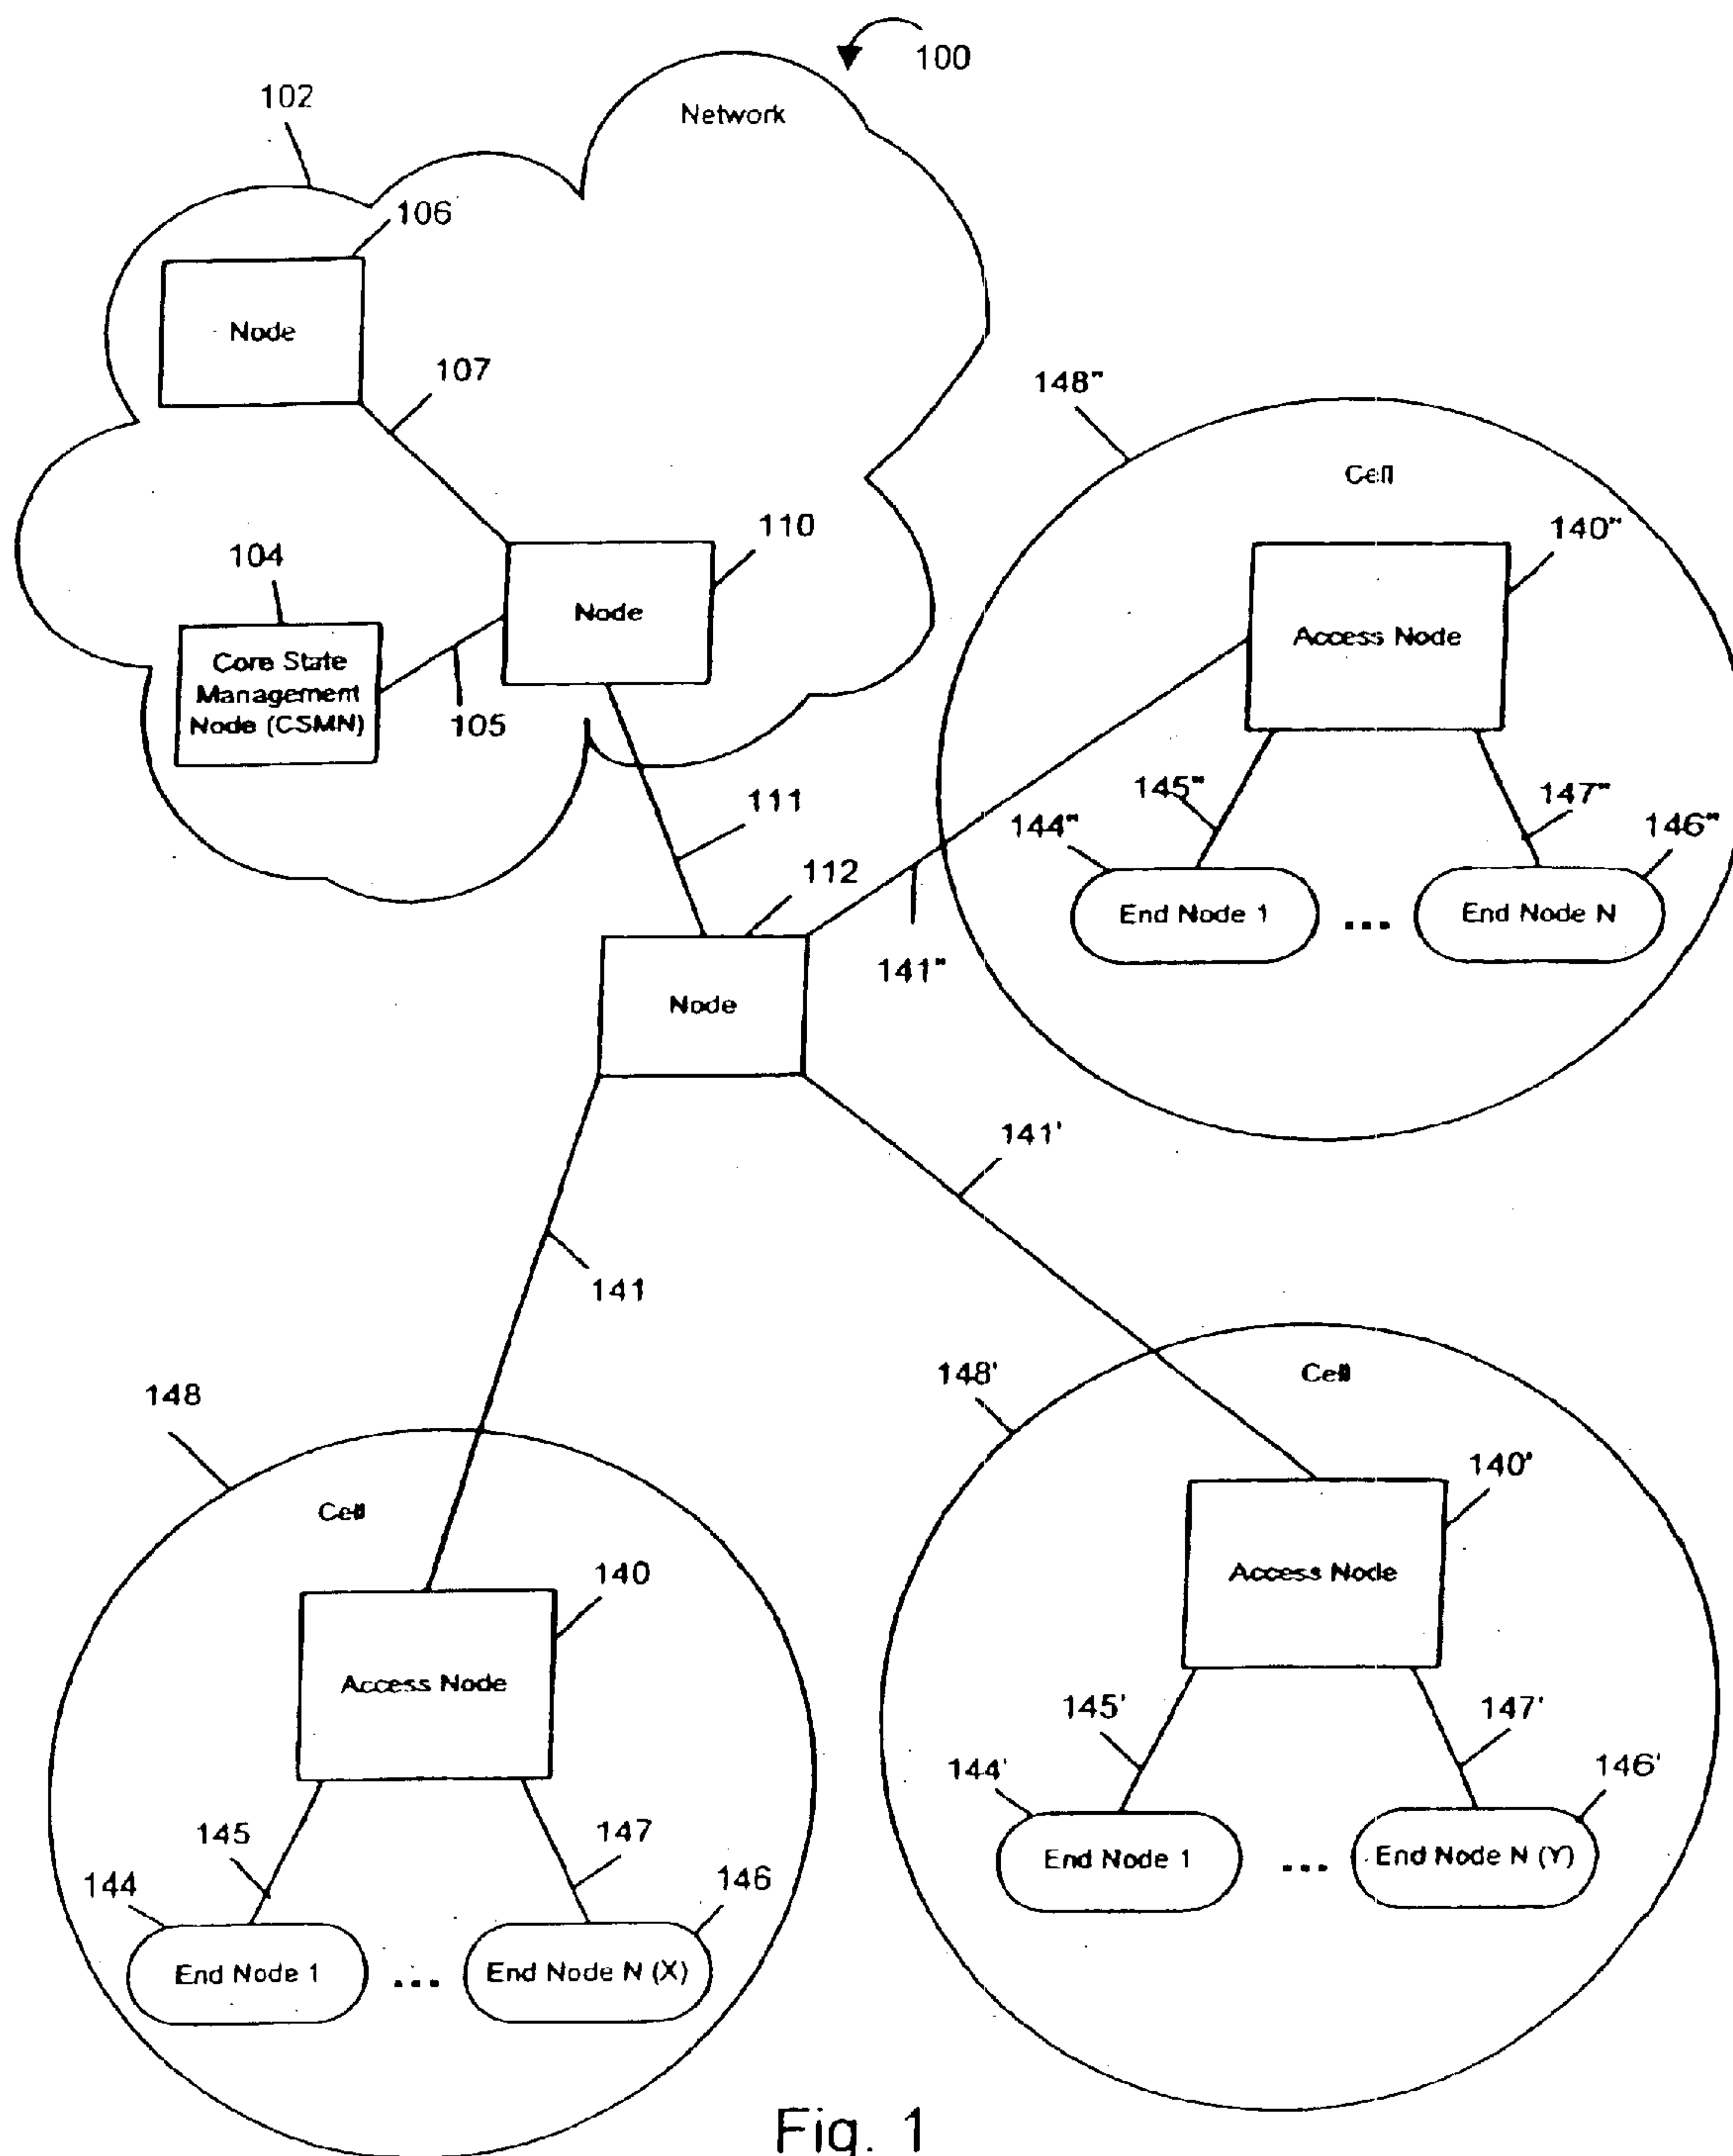 100
Network
102
106
Node
107
148"
Cell
110
140"
104
Node
Access Node
Core State
Management
Node (CSMN)
105
145"
147"
111
144"
146"
112
End Node 1
...
End Node N
141"
Node
141'
141
148'
Cell
148
140'
Cell
Access Node
140
Access Node
145'
147'
144'
146'
145
147
End Node 1
...
End Node N (Y)
144
146
End Node 1
...
End Node N (X)
Fig. 1